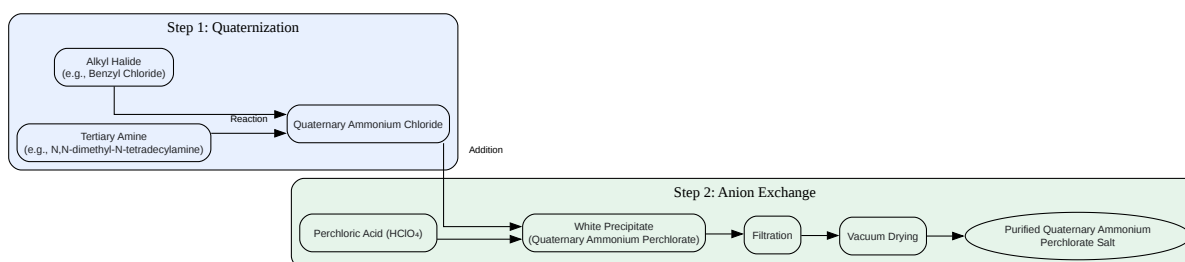 Step 1: Quaternization
Alkyl Halide
(e.g., Benzyl Chloride)
Reaction
Quaternary Ammonium Chloride
Tertiary Amine
(e.g., N,N-dimethyl-N-tetradecylamine)
Addition
Step 2: Anion Exchange
Perchloric Acid (HClO₄)
White Precipitate
(Quaternary Ammonium Perchlorate)
Filtration
Vacuum Drying
Purified Quaternary Ammonium
Perchlorate Salt